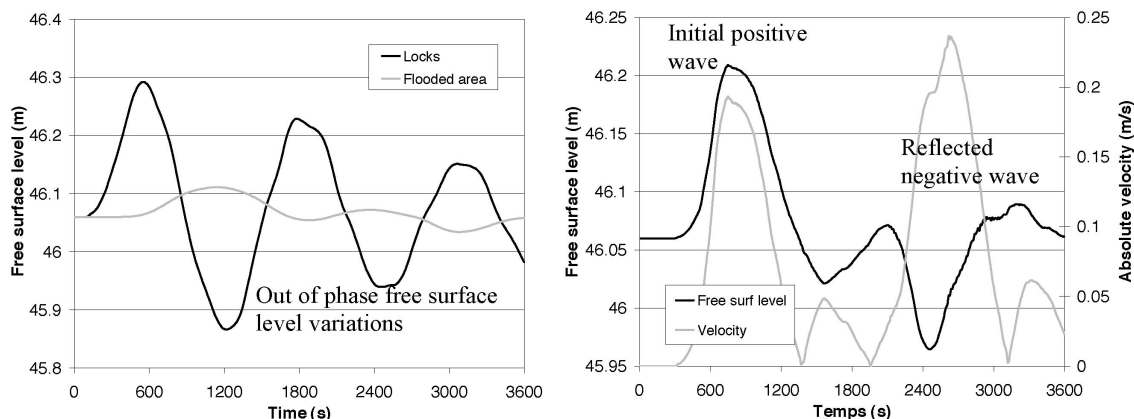 46.4
46.3
46.2
46.1
46
45.9
45.8
Free surface level (m)
Locks
Flooded area
Out of phase free surface
level variations
0 600 1200 1800 2400 3000 3600
Time (s)
46.25
46.2
46.15
46.1
46.05
46
45.95
Free surface level (m)
Initial positive
wave
Reflected
negative wave
Free surf level
Velocity
0.25
0.2
0.15
0.1
0.05
0
Absolute velocity (m/s)
0 600 1200 1800 2400 3000 3600
Temps (s)